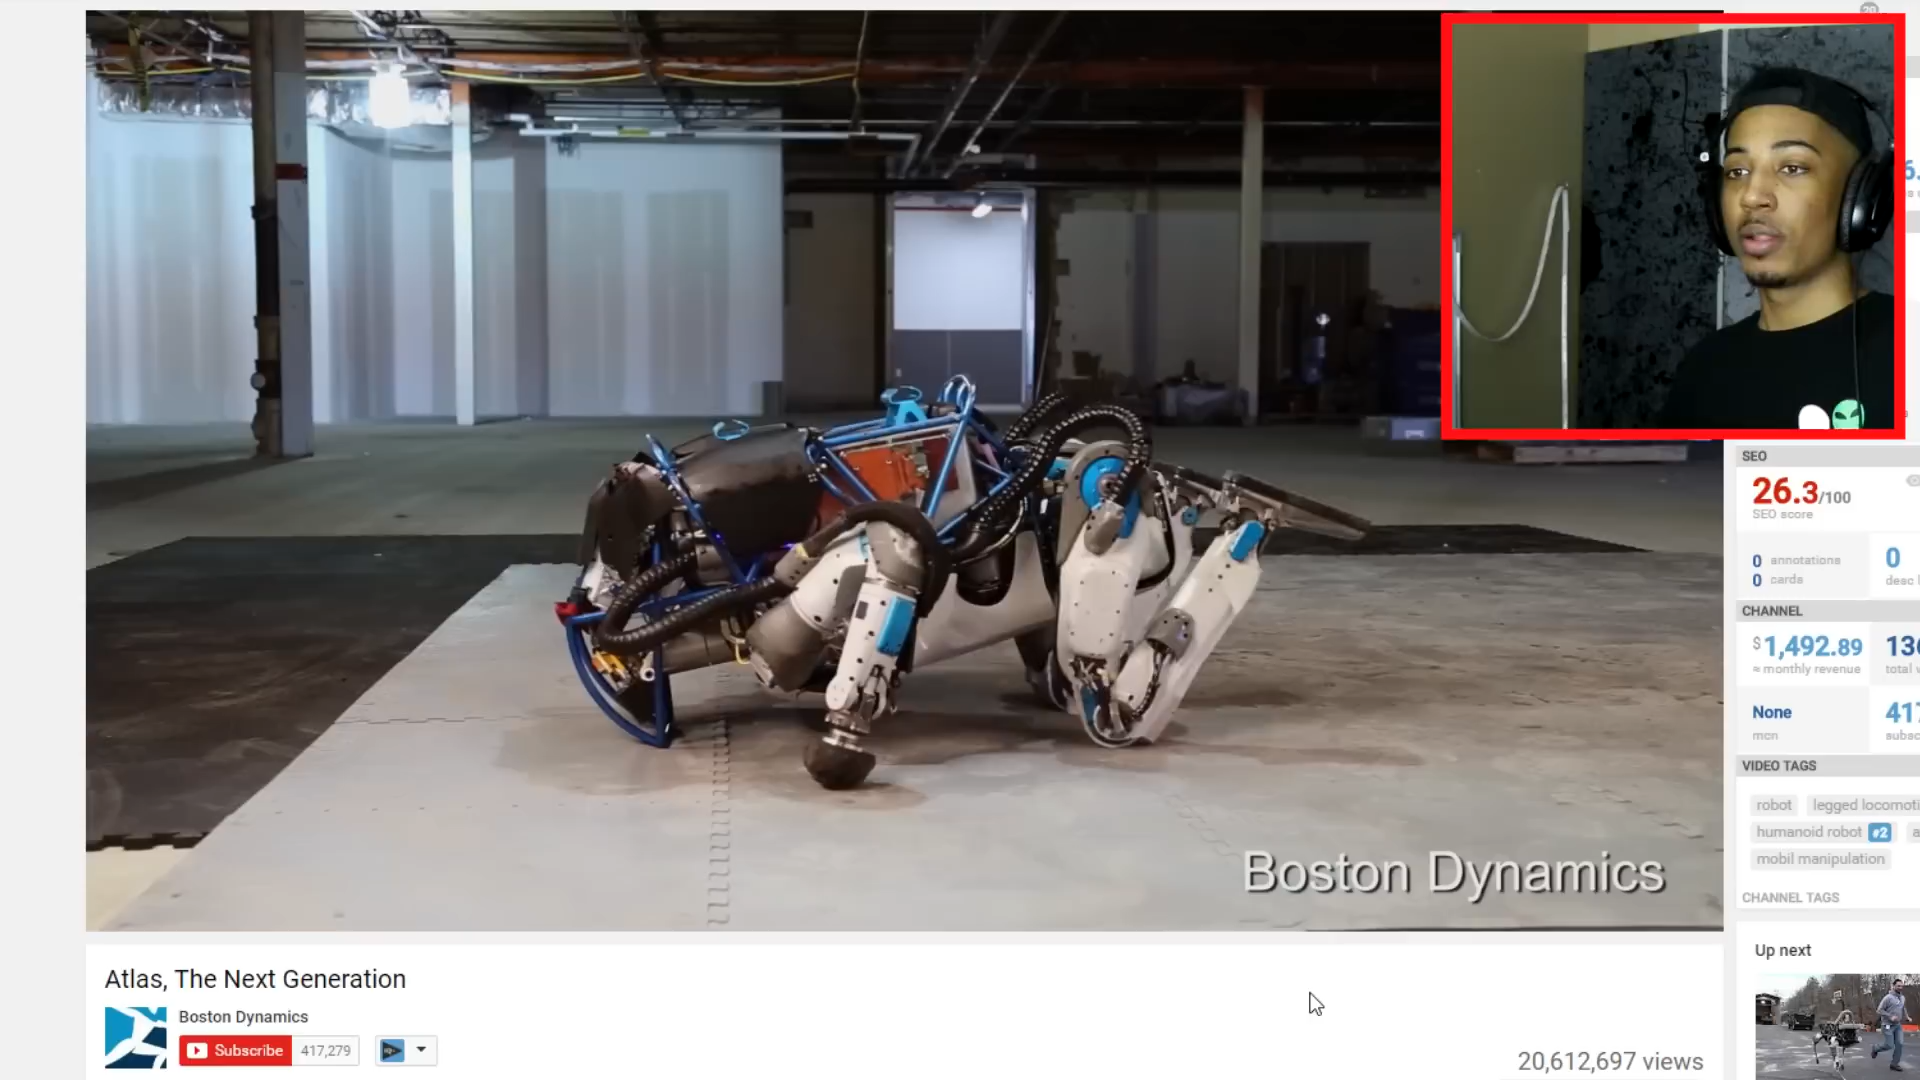 Boston Dynamics
Atlas, The Next Generation
Boston Dynamics
Subscribe 417,279
20,612,697 views
SEO
26.3/100
SEO score
0 annotations
0 cards
0
desc
CHANNEL
$1,492.89
≈ monthly revenue
total
None
mcn
VIDEO TAGS
robot
humanoid robot #2
mobil manipulation
CHANNEL TAGS
Up next